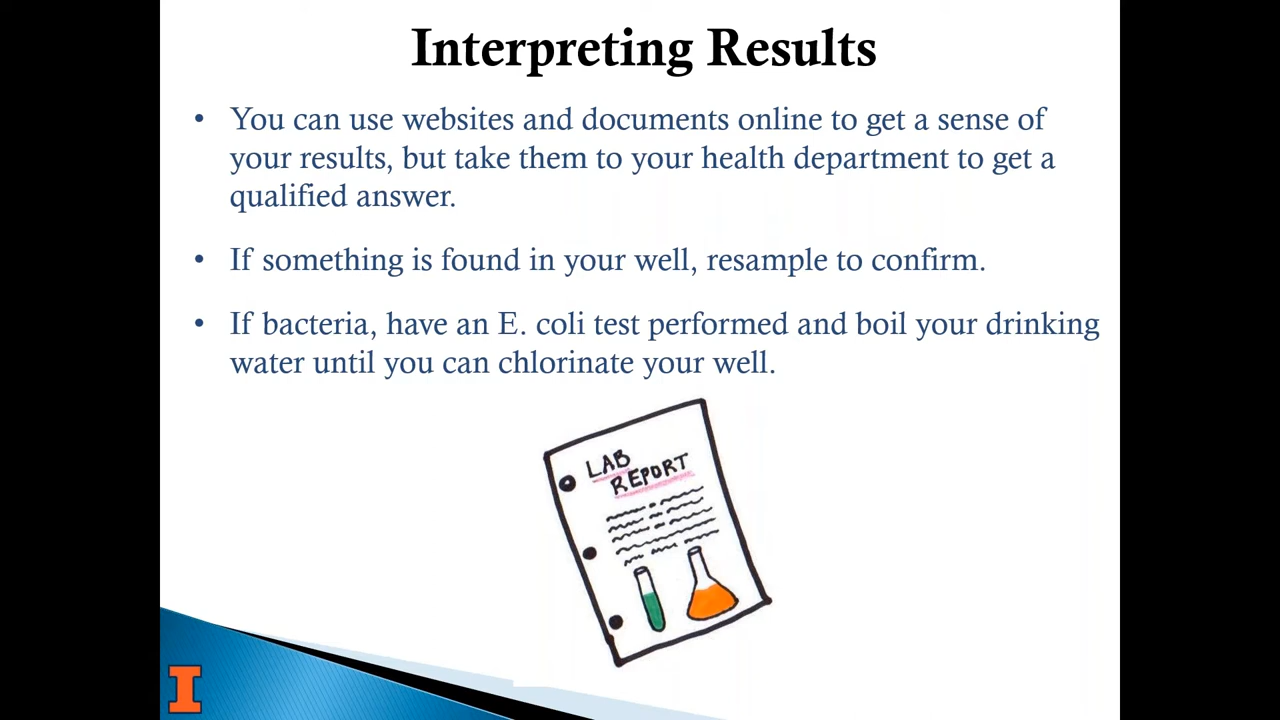 Interpreting Results
• You can use websites and documents online to get a sense of
your results, but take them to your health department to get a
qualified answer.
• If something is found in your well, resample to confirm.
• If bacteria, have an E. coli test performed and boil your drinking
water until you can chlorinate your well.
LAB
REPORT
I